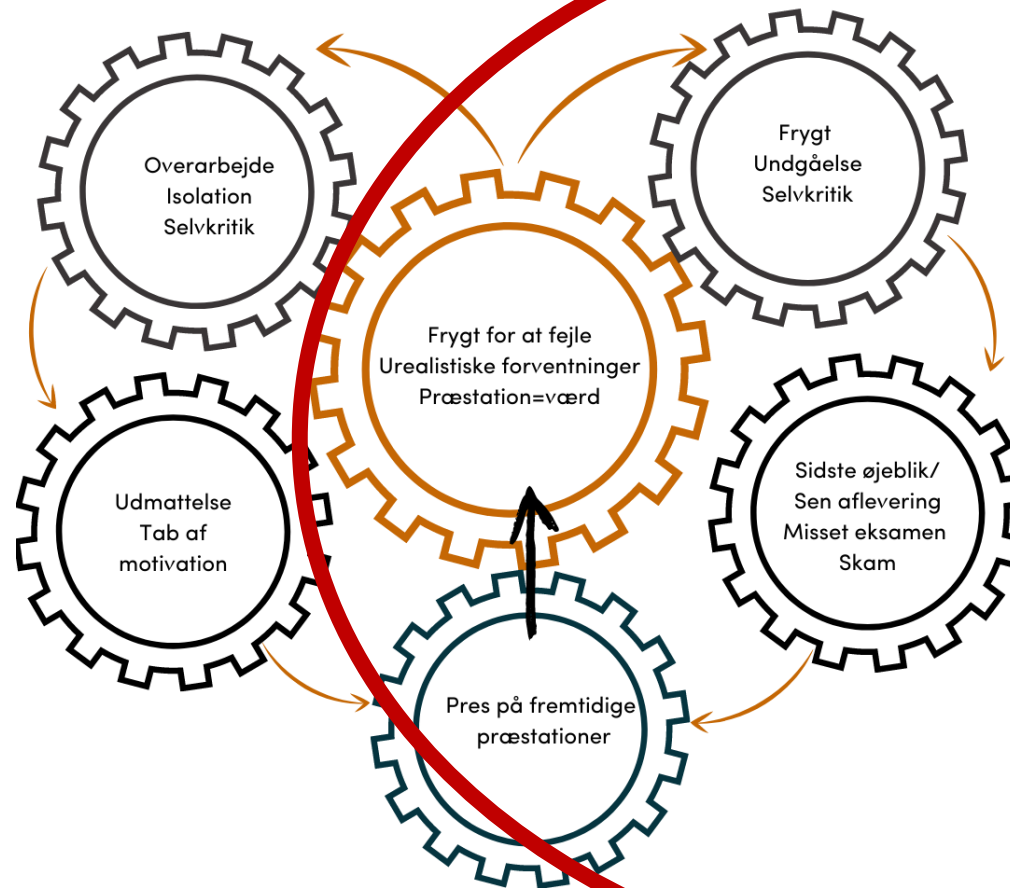 Overarbejde
Isolation
Selvkritik
Frygt
Undgåelse
Selvkritik
Frygt for at fejle
Urealistiske forventninger
Præstation=værd
Udmattelse
Tab af
motivation
Sidste øjeblik/
Sen aflevering
Misset eksamen
Skam
Pres på fremtidige
præstationer